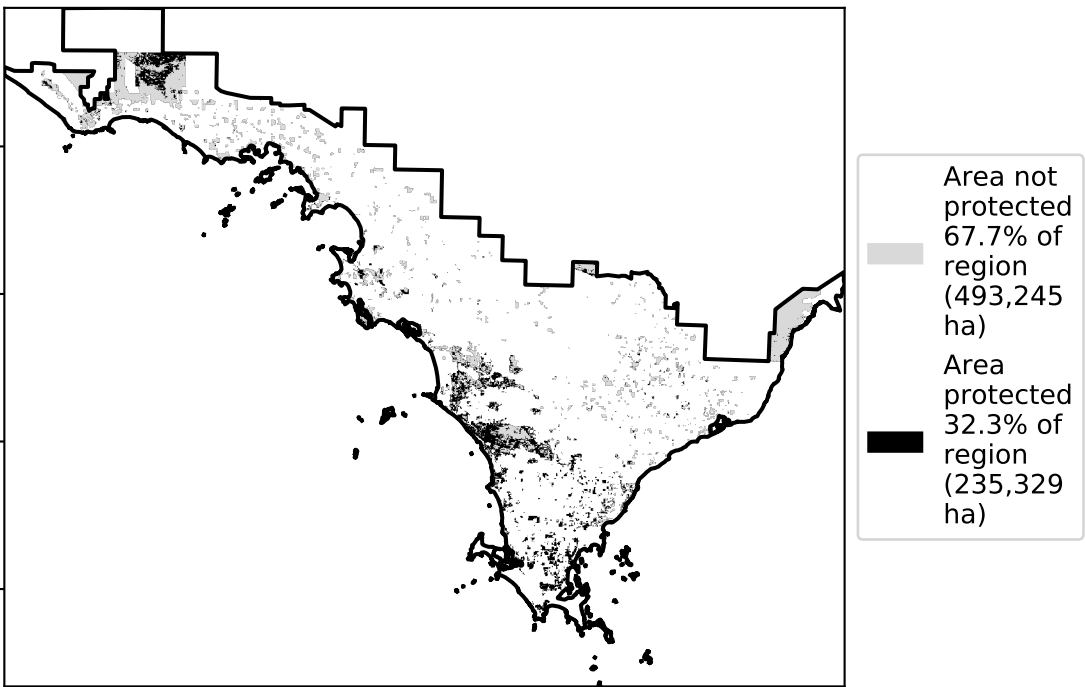 Area not
protected
67.7% of
region
(493,245
ha)
Area
protected
32.3% of
region
(235,329
ha)